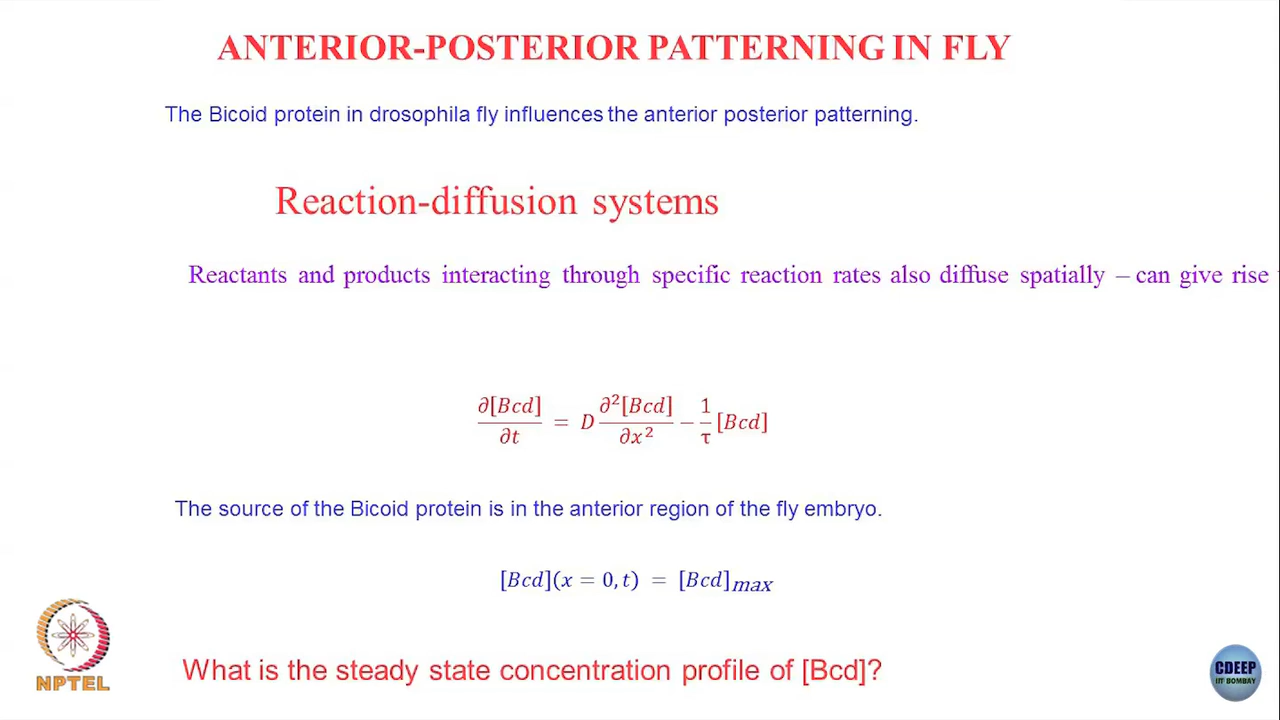 ANTERIOR-POSTERIOR PATTERNING IN FLY
The Bicoid protein in drosophila fly influences the anterior posterior patterning.
Reaction-diffusion systems
Reactants and products interacting through specific reaction rates also diffuse spatially – can give rise
∂[Bcd]/∂t = D ∂²[Bcd]/∂x² − 1/τ [Bcd]
The source of the Bicoid protein is in the anterior region of the fly embryo.
[Bcd](x = 0, t) = [Bcd]max
What is the steady state concentration profile of [Bcd]?
NPTEL
CDEEP
IIT BOMBAY